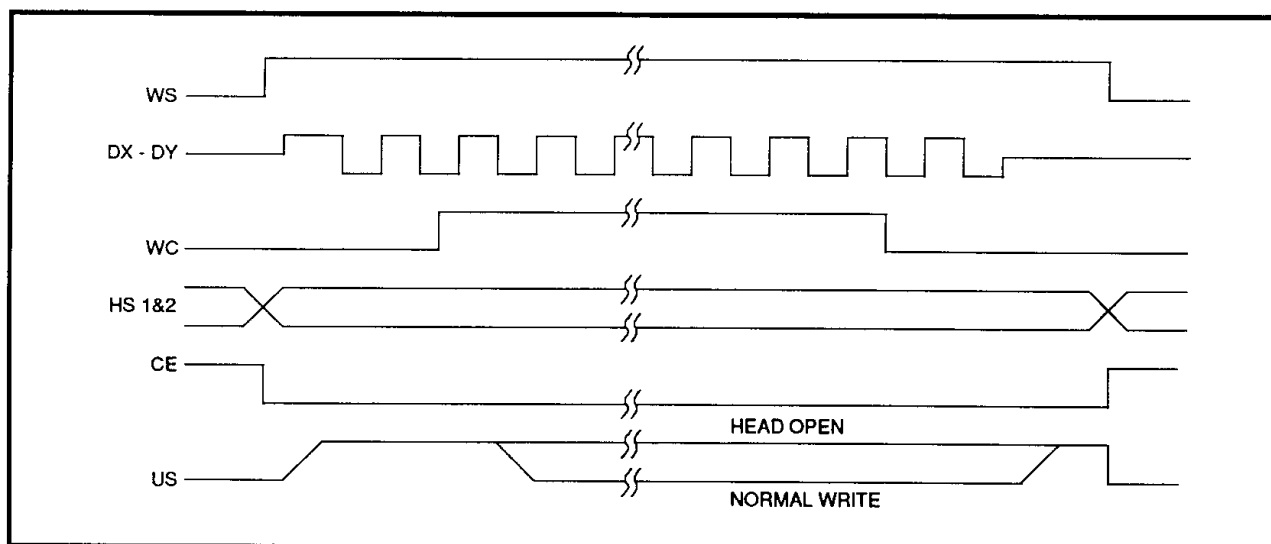 WS
DX - DY
WC
HS 1&2
CE
HEAD OPEN
US
NORMAL WRITE